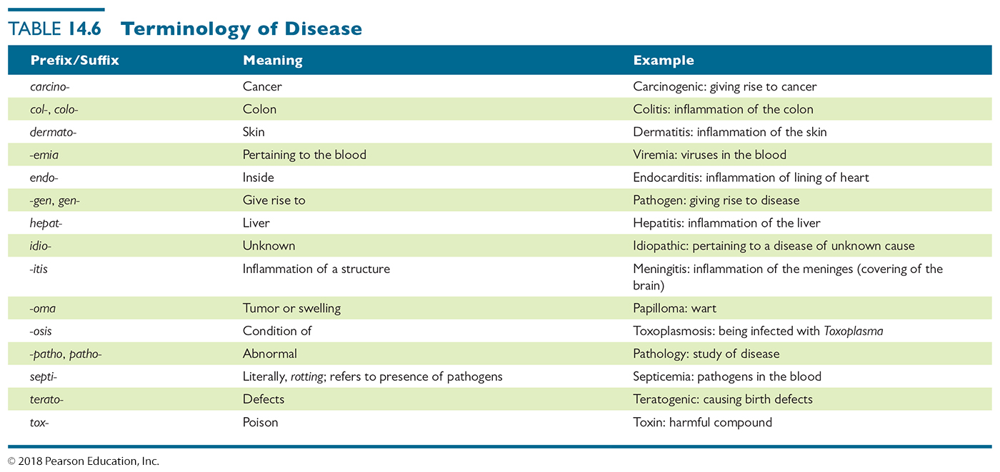 TABLE 14.6 Terminology of Disease
Prefix/Suffix Meaning Example
carcino- Cancer Carcinogenic: giving rise to cancer
col-, colo- Colon Colitis: inflammation of the colon
dermato- Skin Dermatitis: inflammation of the skin
-emia Pertaining to the blood Viremia: viruses in the blood
endo- Inside Endocarditis: inflammation of lining of heart
-gen, gen- Give rise to Pathogen: giving rise to disease
hepat- Liver Hepatitis: inflammation of the liver
idio- Unknown Idiopathic: pertaining to a disease of unknown cause
-itis Inflammation of a structure Meningitis: inflammation of the meninges (covering of the
brain)
-oma Tumor or swelling Papilloma: wart
-osis Condition of Toxoplasmosis: being infected with Toxoplasma
-patho, patho- Abnormal Pathology: study of disease
septi- Literally, rotting; refers to presence of pathogens Septicemia: pathogens in the blood
terato- Defects Teratogenic: causing birth defects
tox- Poison Toxin: harmful compound
© 2018 Pearson Education, Inc.